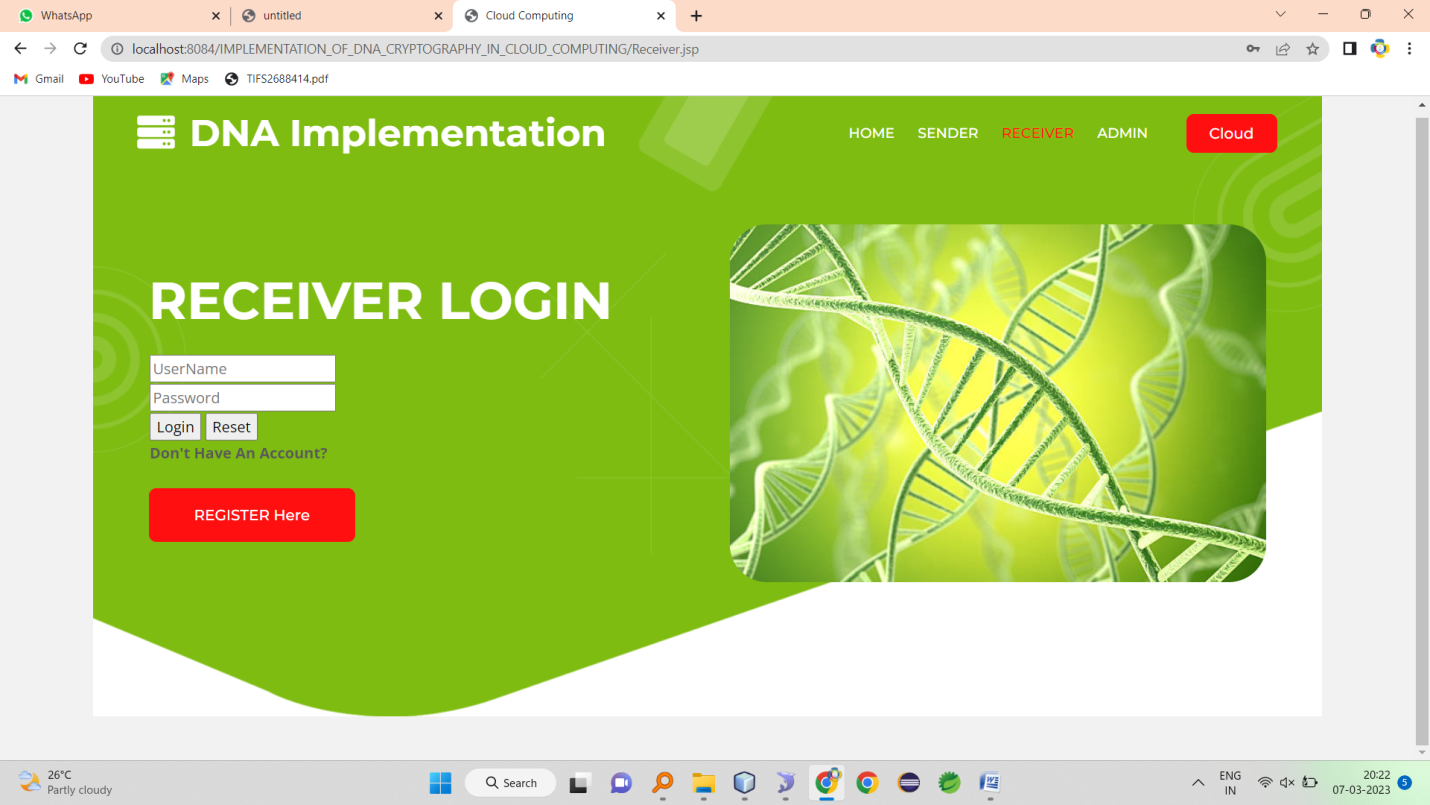 WhatsApp
untitled
Cloud Computing
localhost:8084/IMPLEMENTATION_OF_DNA_CRYPTOGRAPHY_IN_CLOUD_COMPUTING/Receiver.jsp
Gmail YouTube Maps TIFS2688414.pdf
DNA Implementation
HOME SENDER RECEIVER ADMIN Cloud
RECEIVER LOGIN
UserName
Password
Login Reset
Don't Have An Account?
REGISTER Here
26°C
Partly cloudy
Search
ENG
IN
20:22
07-03-2023
5